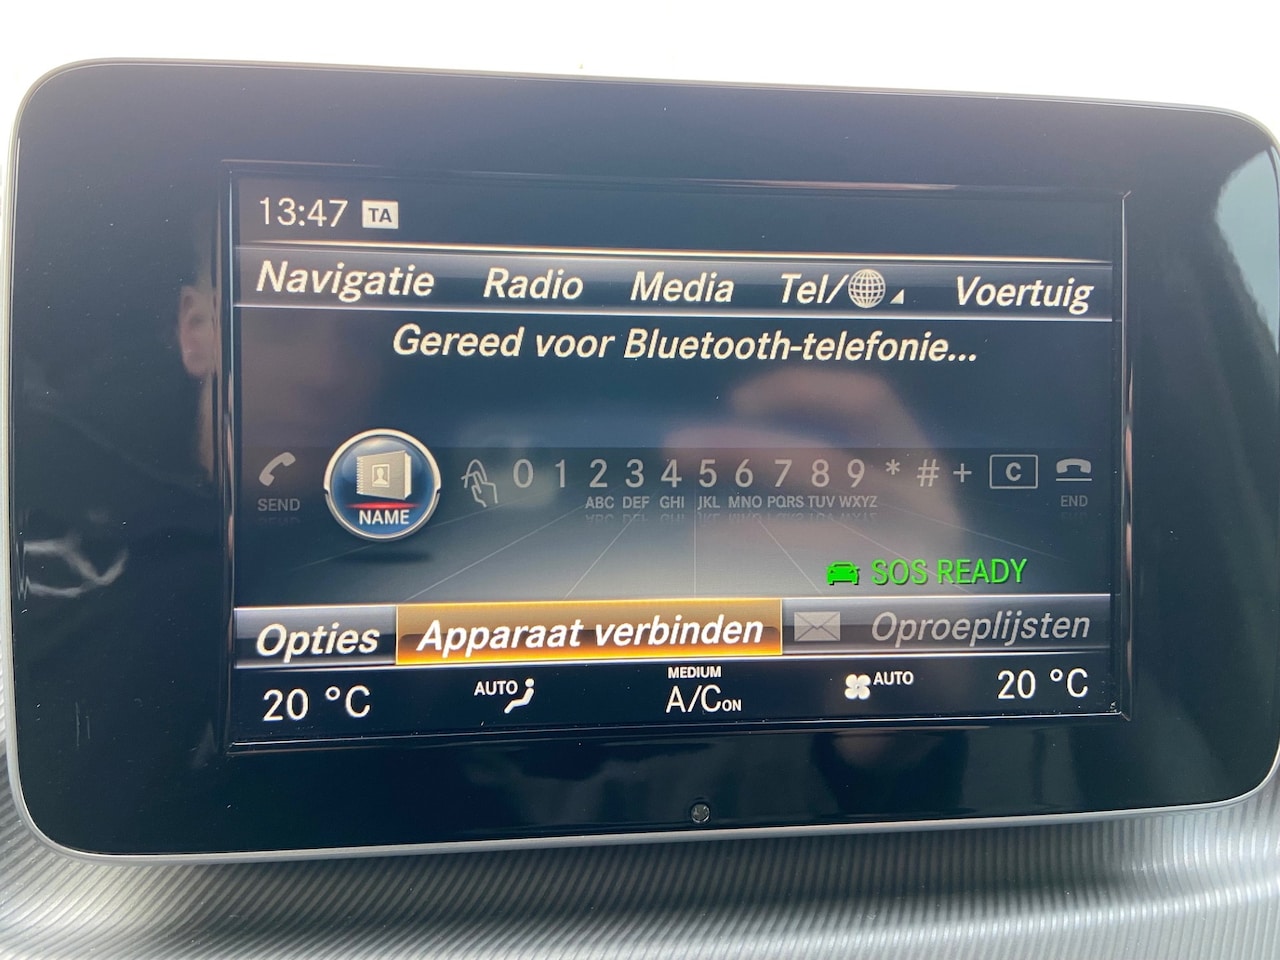 13:47 TA
Navigatie Radio Media Tel/ Voertuig
Gereed voor Bluetooth-telefonie...
0 1 2 3 4 5 6 7 8 9 * # + C
SEND NAME ABC DEF GHI JKL MNO PQRS TUV WXYZ END
SOS READY
Opties Apparaat verbinden Oproeplijsten
20 °C AUTO MEDIUM A/C ON AUTO 20 °C